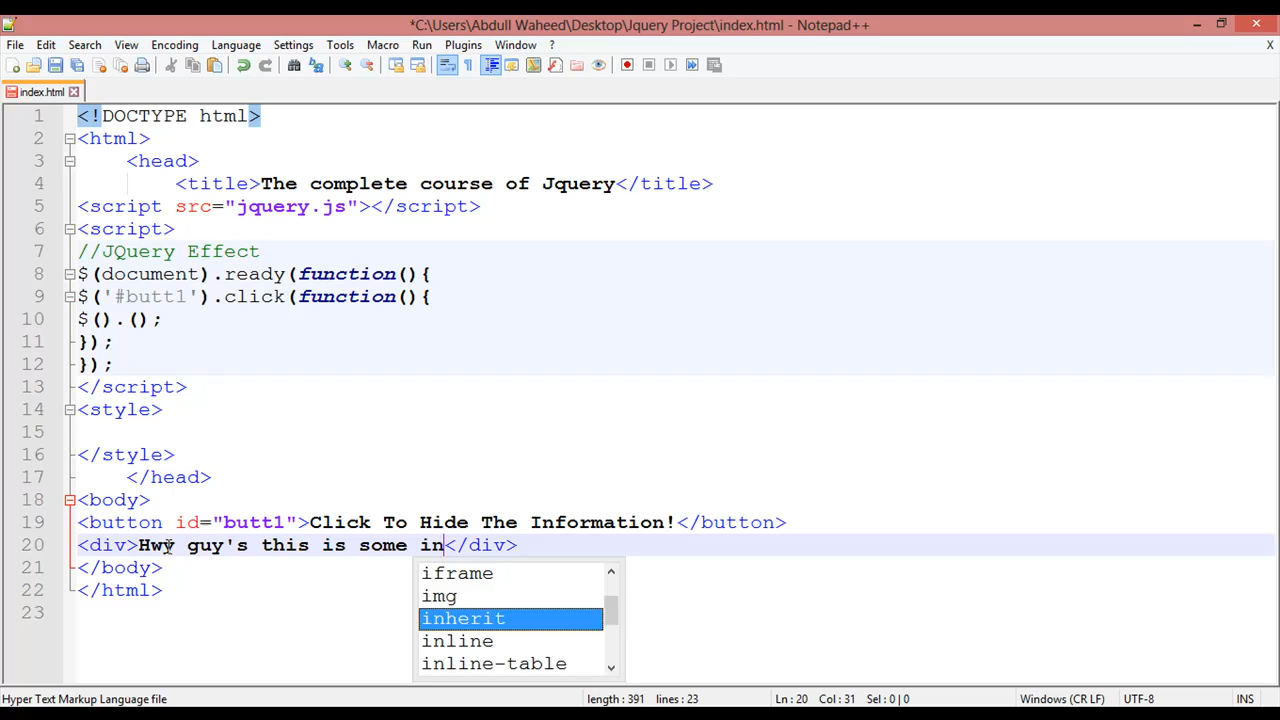 *C:\Users\Abdull Waheed\Desktop\Jquery Project\index.html - Notepad++
File Edit Search View Encoding Language Settings Tools Macro Run Plugins Window ? X
index.html
1 <!DOCTYPE html>
2 <html>
3 <head>
4 <title>The complete course of Jquery</title>
5 <script src="jquery.js"></script>
6 <script>
7 //JQuery Effect
8 $(document).ready(function(){
9 $('#butt1').click(function(){
10 $().();
11 });
12 });
13 </script>
14 <style>
15
16 </style>
17 </head>
18 <body>
19 <button id="butt1">Click To Hide The Information!</button>
20 <div>Hwy guy's this is some in</div>
21 </body>
22 </html>
23
iframe
img
inherit
inline
inline-table
Hyper Text Markup Language file length : 391 lines : 23 Ln : 20 Col : 31 Sel : 0 | 0 Windows (CR LF) UTF-8 INS